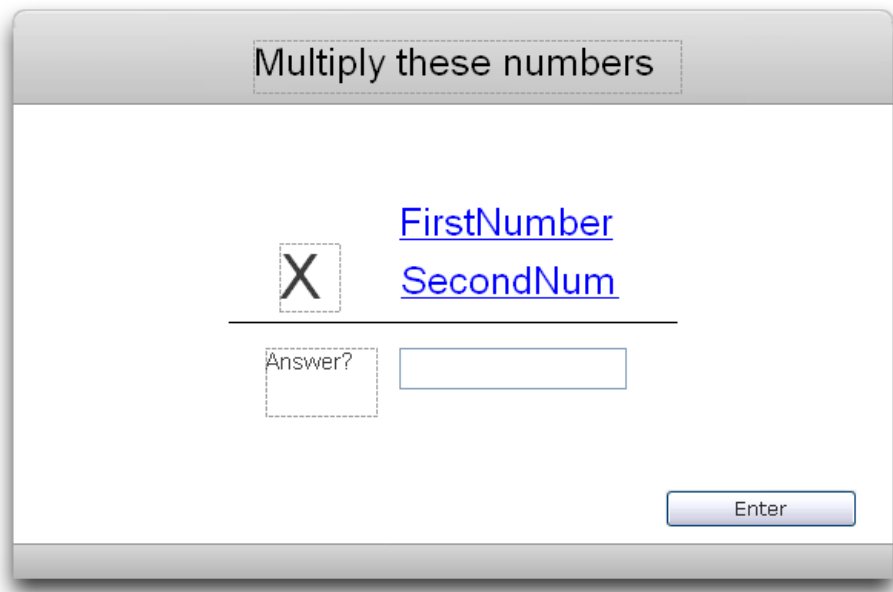 Multiply these numbers
FirstNumber
X SecondNum
Answer?
Enter